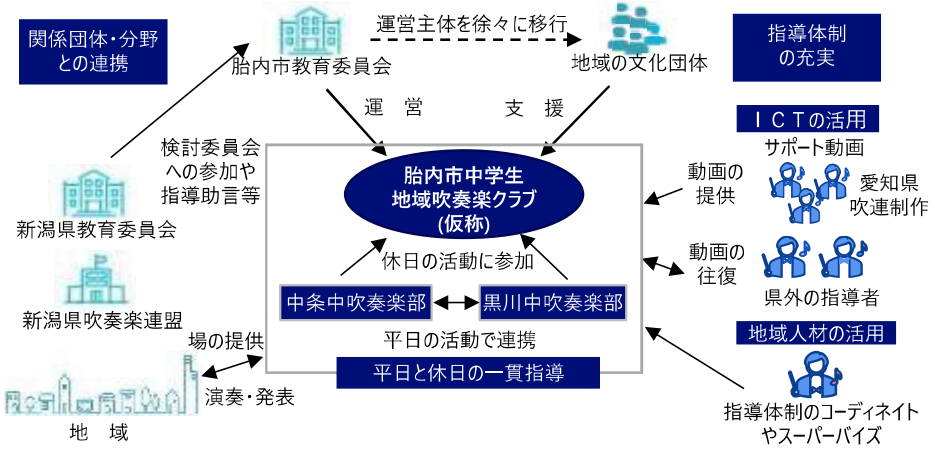 関係団体・分野
との連携
胎内市教育委員会
運営主体を徐々に移行
地域の文化団体
指導体制
の充実
運　営
支　援
検討委員会
への参加や
指導助言等
新潟県教育委員会
新潟県吹奏楽連盟
胎内市中学生
地域吹奏楽クラブ
(仮称)
休日の活動に参加
中条中吹奏楽部
黒川中吹奏楽部
平日の活動で連携
平日と休日の一貫指導
場の提供
演奏・発表
地　域
ＩＣＴの活用
サポート動画
動画の
提供
愛知県
吹連制作
動画の
往復
県外の指導者
地域人材の活用
指導体制のコーディネイト
やスーパーバイズ